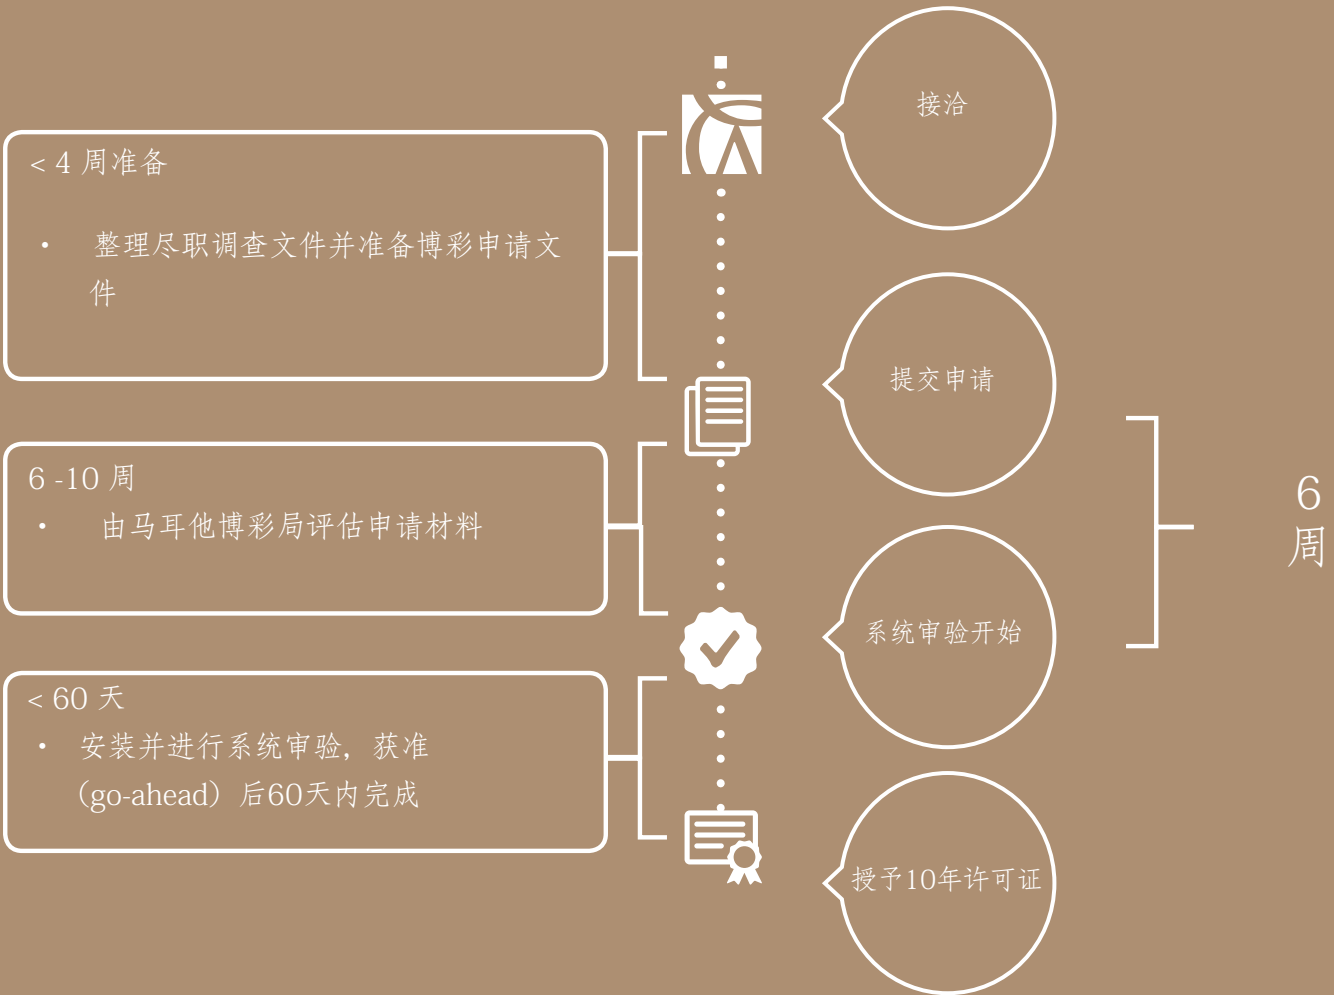 接洽
< 4 周准备
• 整理尽职调查文件并准备博彩申请文
件
提交申请
6 -10 周
• 由马耳他博彩局评估申请材料
6
周
系统审验开始
< 60 天
• 安装并进行系统审验，获准
（go-ahead）后60天内完成
授予10年许可证